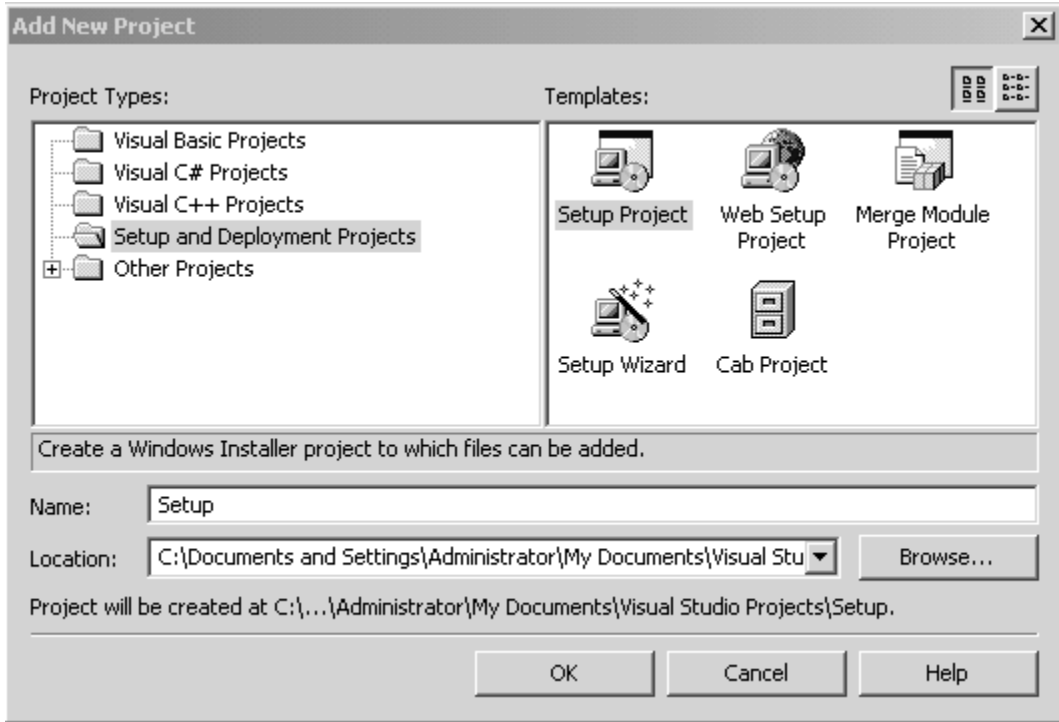 Add New Project
Project Types:
Templates:
Visual Basic Projects
Visual C# Projects
Visual C++ Projects
Setup and Deployment Projects
Other Projects
Setup Project
Web Setup
Project
Merge Module
Project
Setup Wizard
Cab Project
Create a Windows Installer project to which files can be added.
Name:
Setup
Location:
C:\Documents and Settings\Administrator\My Documents\Visual Stu
Browse...
Project will be created at C:\...\Administrator\My Documents\Visual Studio Projects\Setup.
OK
Cancel
Help